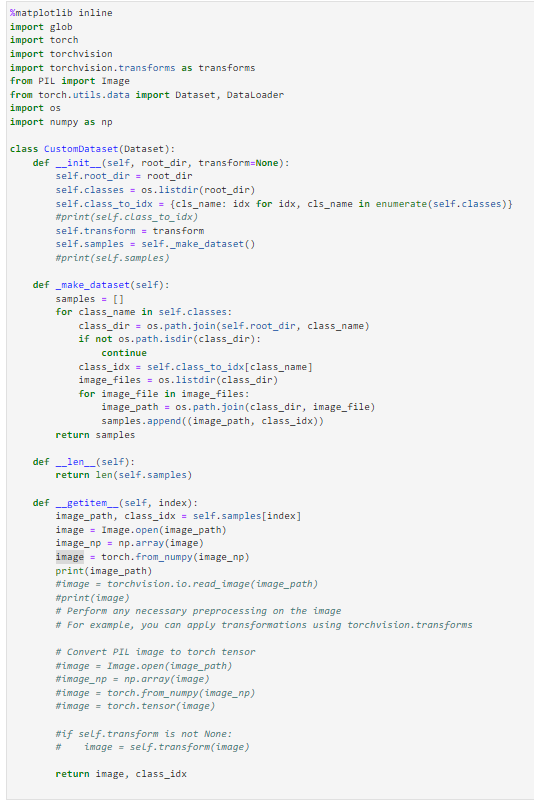 %matplotlib inline
import glob
import torch
import torchvision
import torchvision.transforms as transforms
from PIL import Image
from torch.utils.data import Dataset, DataLoader
import os
import numpy as np

class CustomDataset(Dataset):
    def __init__(self, root_dir, transform=None):
        self.root_dir = root_dir
        self.classes = os.listdir(root_dir)
        self.class_to_idx = {cls_name: idx for idx, cls_name in enumerate(self.classes)}
        #print(self.class_to_idx)
        self.transform = transform
        self.samples = self._make_dataset()
        #print(self.samples)

    def _make_dataset(self):
        samples = []
        for class_name in self.classes:
            class_dir = os.path.join(self.root_dir, class_name)
            if not os.path.isdir(class_dir):
                continue
            class_idx = self.class_to_idx[class_name]
            image_files = os.listdir(class_dir)
            for image_file in image_files:
                image_path = os.path.join(class_dir, image_file)
                samples.append((image_path, class_idx))
        return samples

    def __len__(self):
        return len(self.samples)

    def __getitem__(self, index):
        image_path, class_idx = self.samples[index]
        image = Image.open(image_path)
        image_np = np.array(image)
        image = torch.from_numpy(image_np)
        print(image_path)
        #image = torchvision.io.read_image(image_path)
        #print(image)
        # Perform any necessary preprocessing on the image
        # For example, you can apply transformations using torchvision.transforms

        # Convert PIL image to torch tensor
        #image = Image.open(image_path)
        #image_np = np.array(image)
        #image = torch.from_numpy(image_np)
        #image = torch.tensor(image)

        #if self.transform is not None:
        #    image = self.transform(image)

        return image, class_idx